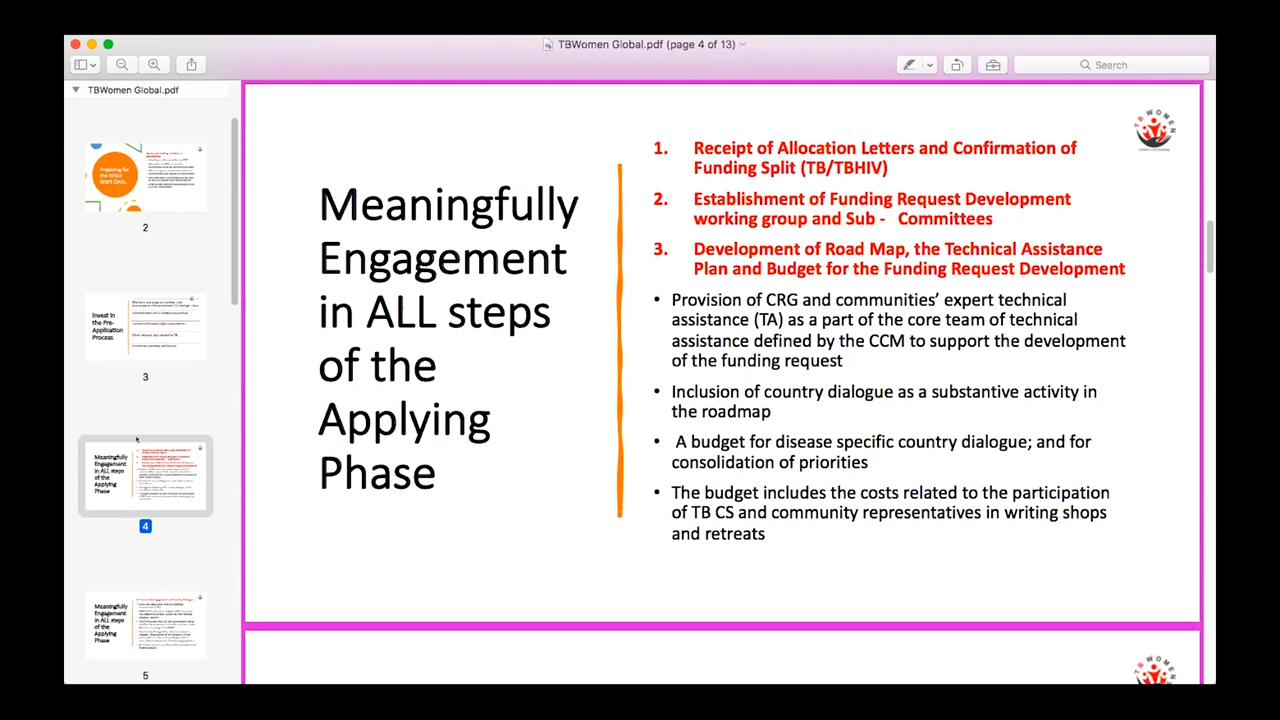 TBWomen Global.pdf (page 4 of 13)
Search
TBWomen Global.pdf
Preparing for
the NFM4
Grant Cycle.
2
Invest in
the Pre-
Application
Process
3
Meaningfully
Engagement
in ALL steps
of the
Applying
Phase
4
Meaningfully
Engagement
in ALL steps
of the
Applying
Phase
5
Meaningfully
Engagement
in ALL steps
of the
Applying
Phase
TB WOMEN
1. Receipt of Allocation Letters and Confirmation of
Funding Split (TB/TBHIV)
2. Establishment of Funding Request Development
working group and Sub - Committees
3. Development of Road Map, the Technical Assistance
Plan and Budget for the Funding Request Development
• Provision of CRG and communities’ expert technical
assistance (TA) as a part of the core team of technical
assistance defined by the CCM to support the development
of the funding request
• Inclusion of country dialogue as a substantive activity in
the roadmap
• A budget for disease specific country dialogue; and for
consolidation of priorities
• The budget includes the costs related to the participation
of TB CS and community representatives in writing shops
and retreats
TB WOMEN